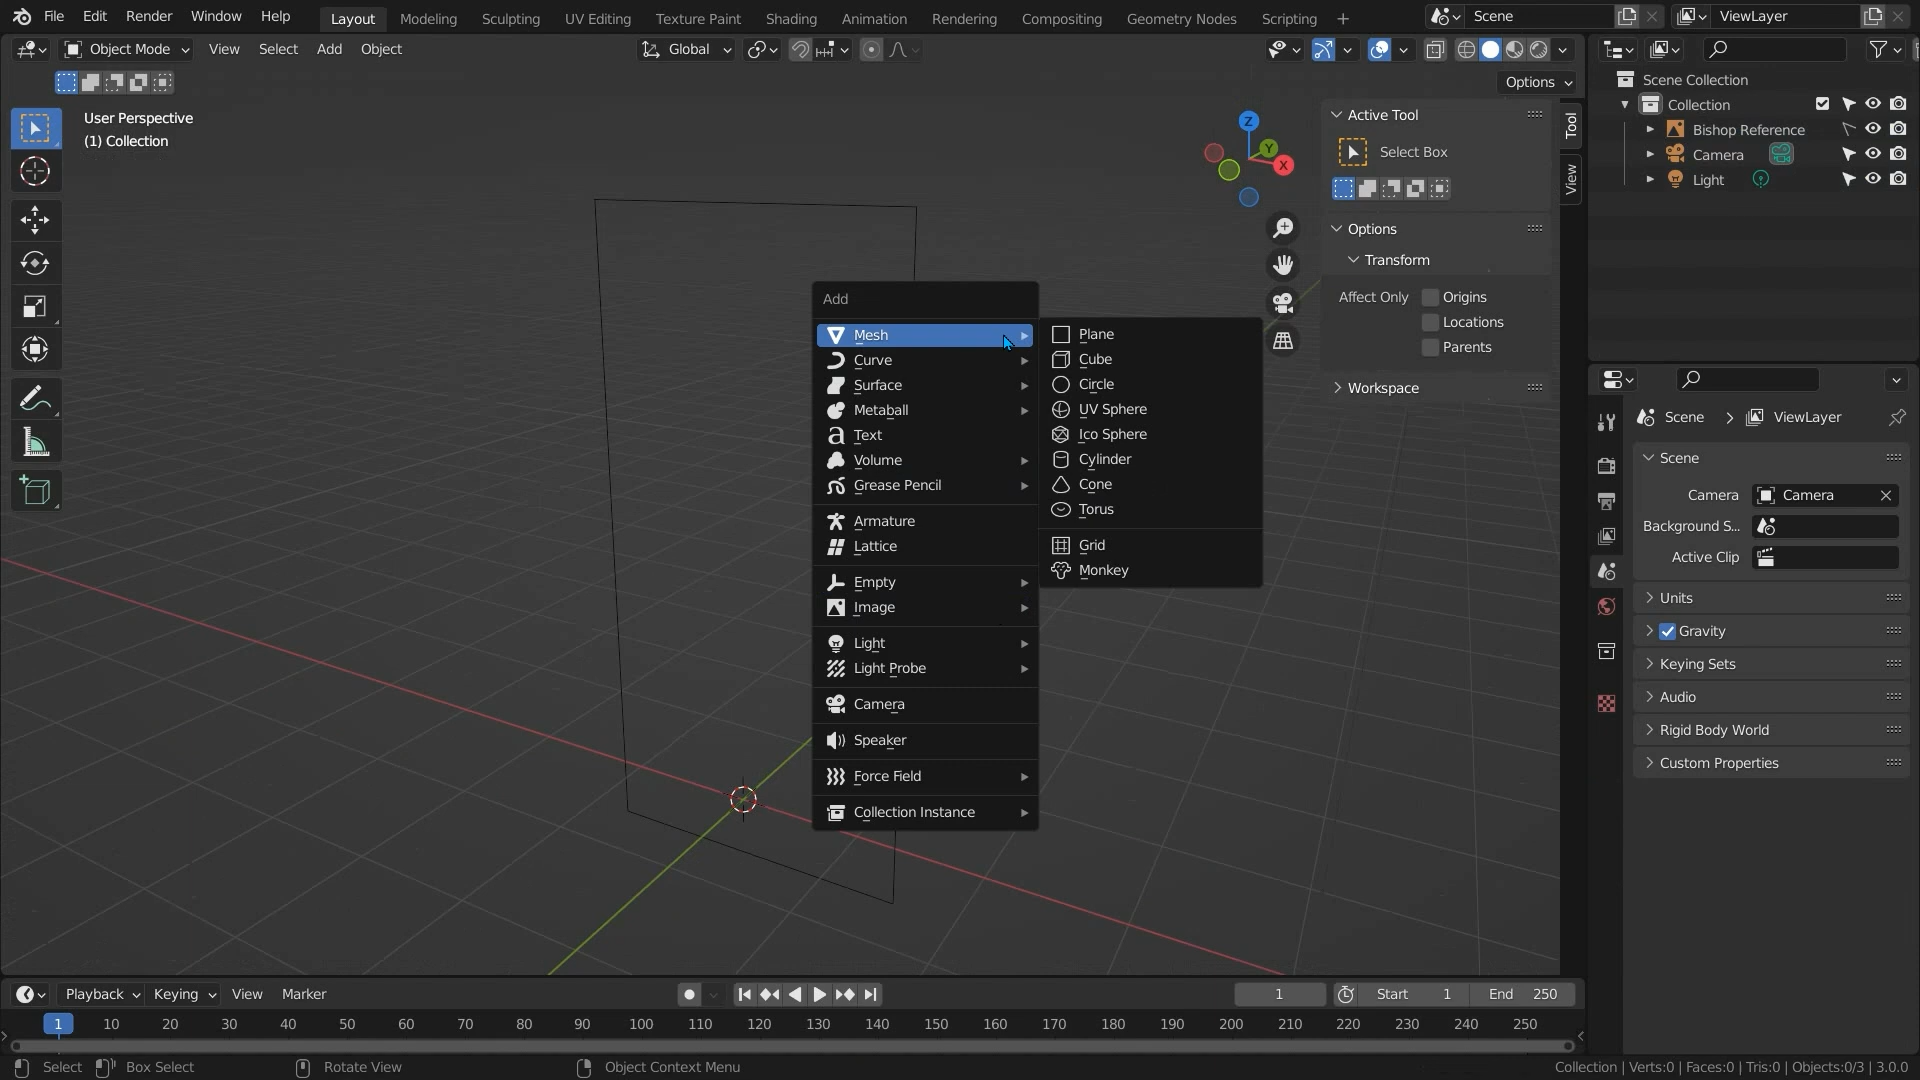 File Edit Render Window Help Layout Modeling Sculpting UV Editing Texture Paint Shading Animation Rendering Compositing Geometry Nodes Scripting + Scene ViewLayer
Object Mode View Select Add Object Global
Options
User Perspective
(1) Collection
Z
Y
X
Active Tool
Select Box
Options
Transform
Affect Only Origins
Locations
Parents
Workspace
Tool
View
Scene Collection
Collection
Bishop Reference
Camera
Light
Add
Mesh
Curve
Surface
Metaball
Text
Volume
Grease Pencil
Armature
Lattice
Empty
Image
Light
Light Probe
Camera
Speaker
Force Field
Collection Instance
Plane
Cube
Circle
UV Sphere
Ico Sphere
Cylinder
Cone
Torus
Grid
Monkey
Scene ViewLayer
Scene
Camera Camera
Background S...
Active Clip
Units
Gravity
Keying Sets
Audio
Rigid Body World
Custom Properties
Playback Keying View Marker 1 Start 1 End 250
1 10 20 30 40 50 60 70 80 90 100 110 120 130 140 150 160 170 180 190 200 210 220 230 240 250
Select Box Select Rotate View Object Context Menu Collection | Verts:0 | Faces:0 | Tris:0 | Objects:0/3 | 3.0.0